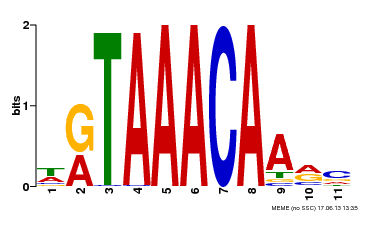 2
1
0
bits
T G T A A A C A A A C
A A T G G
1 2 3 4 5 6 7 8 9 10 11
MEME (no SSC) 17.06.13 13:35